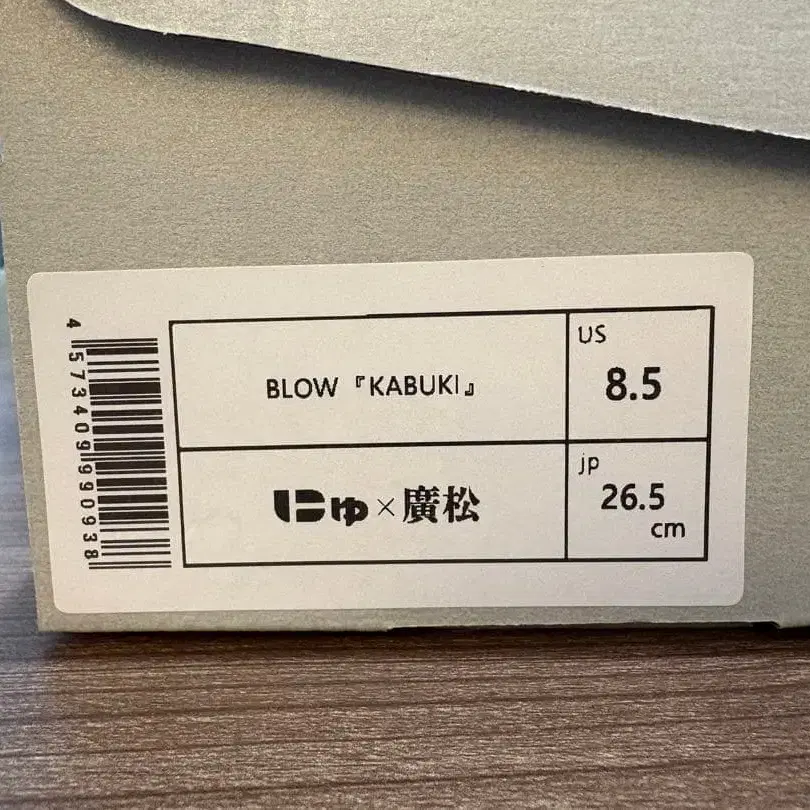 4573409990938
BLOW『KABUKI』
US
8.5
にゅ×廣松
jp
26.5
cm